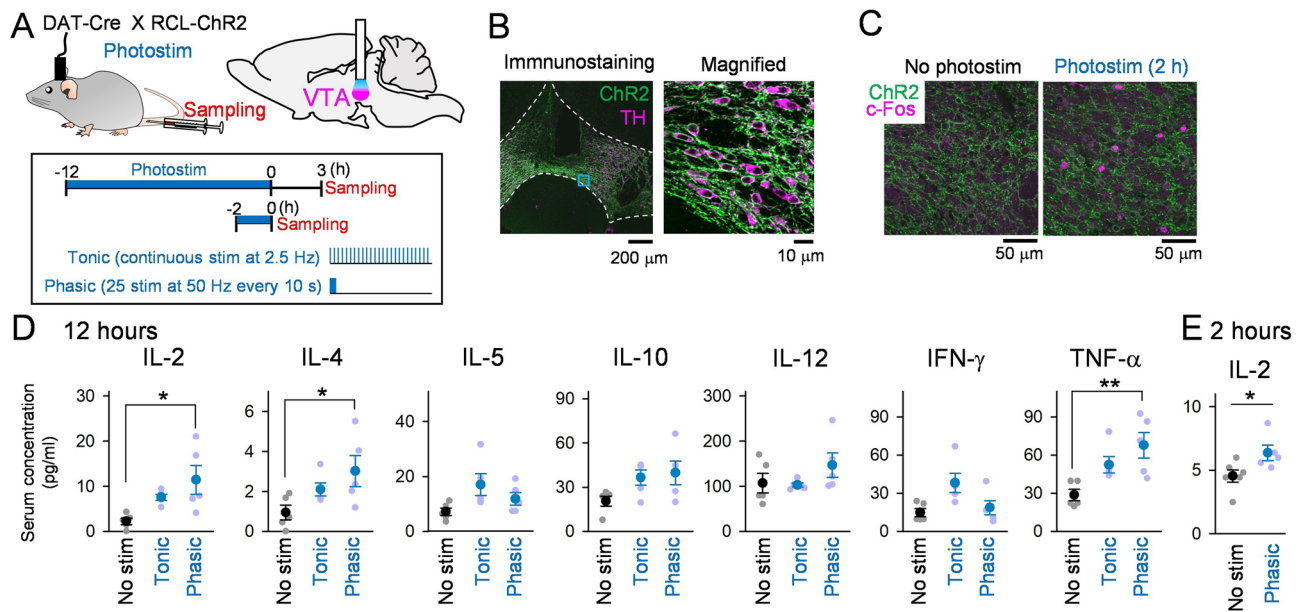 A
DAT-Cre X RCL-ChR2
Photostim
VTA
Sampling
-12 Photostim 0 3 (h)
Sampling
-2 0 (h)
Sampling
Tonic (continuous stim at 2.5 Hz)
Phasic (25 stim at 50 Hz every 10 s)
B
Immnunostaining
Magnified
ChR2
TH
200 μm
10 μm
C
No photostim
Photostim (2 h)
ChR2
c-Fos
50 μm
50 μm
D 12 hours
Serum concentration
(pg/ml)
IL-2
*
30
20
10
0
No stim
Tonic
Phasic
IL-4
*
6
4
2
0
No stim
Tonic
Phasic
IL-5
40
20
0
No stim
Tonic
Phasic
IL-10
90
60
30
0
No stim
Tonic
Phasic
IL-12
300
200
100
0
No stim
Tonic
Phasic
IFN-γ
90
60
30
0
No stim
Tonic
Phasic
TNF-α
**
90
60
30
0
No stim
Tonic
Phasic
E 2 hours
IL-2
*
10
5
0
No stim
Phasic